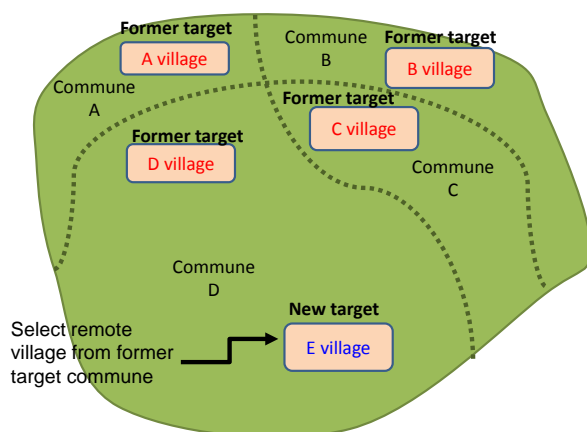 Former target
A village
Commune
A
Commune
B
Former target
B village
Former target
C village
Former target
D village
Commune
C
Commune
D
New target
E village
Select remote
village from former
target commune